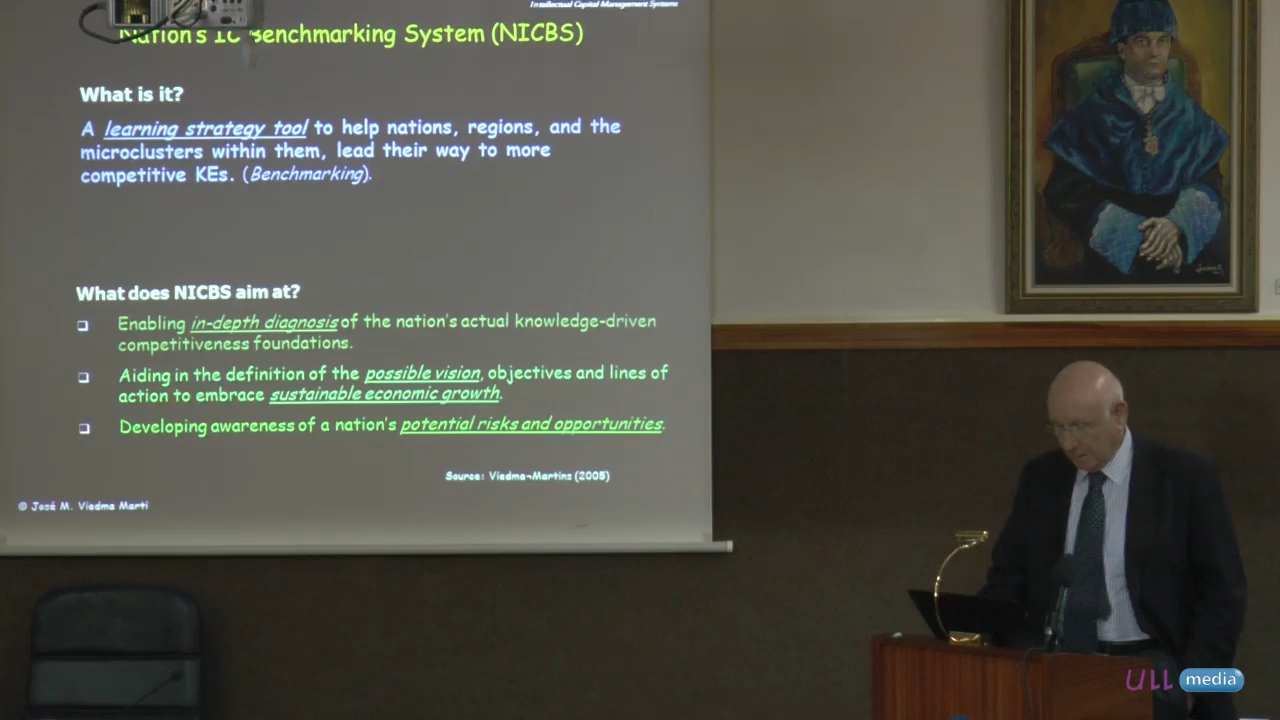 Intellectual Capital Management Systems
Nation's IC Benchmarking System (NICBS)
What is it?
A learning strategy tool to help nations, regions, and the
microclusters within them, lead their way to more
competitive KEs. (Benchmarking).
What does NICBS aim at?
Enabling in-depth diagnosis of the nation's actual knowledge-driven
competitiveness foundations.
Aiding in the definition of the possible vision, objectives and lines of
action to embrace sustainable economic growth.
Developing awareness of a nation's potential risks and opportunities.
Source: Viedma-Martins (2005)
© José M. Viedma Marti
ULL media